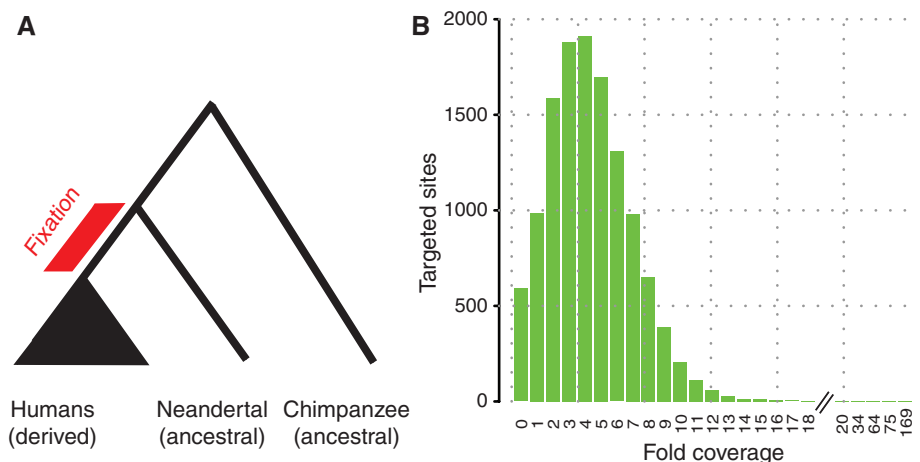 A
Fixation
Humans
(derived)
Neandertal
(ancestral)
Chimpanzee
(ancestral)
B
Targeted sites
2000
1500
1000
500
0
0 1 2 3 4 5 6 7 8 9 10 11 12 13 14 15 16 17 18 20 34 64 75 169
Fold coverage